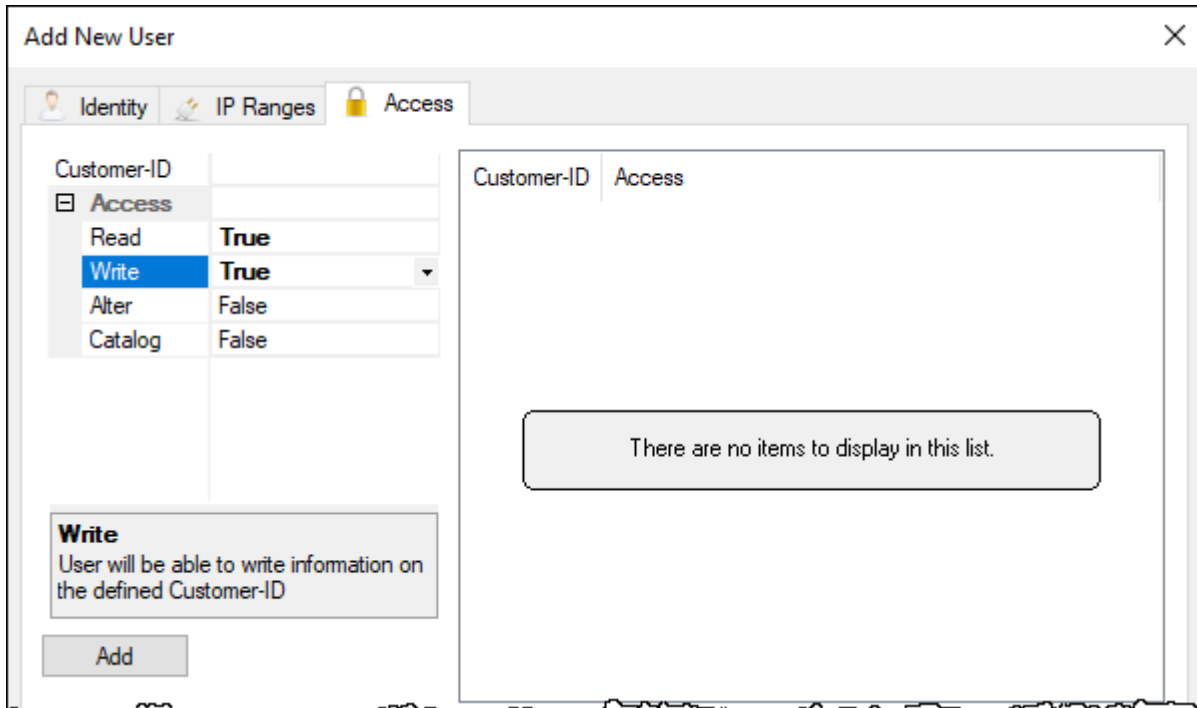 Add New User
Identity IP Ranges Access
Customer-ID
Access
Read True
Write True
Alter False
Catalog False
Write
User will be able to write information on
the defined Customer-ID
Add
Customer-ID Access
There are no items to display in this list.